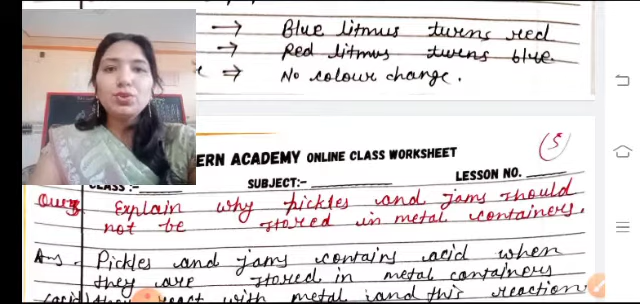 → Blue litmus turns red
→ Red litmus turns blue.
⇒ No colour change.
5
ERN ACADEMY ONLINE CLASS WORKSHEET
CLASS :- SUBJECT:- LESSON NO.
Explain why pickles and jams should
not be stored in metal containers.
Ans. Pickles and jams contains acid when
they are stored in metal containers
they react with metal and this reaction